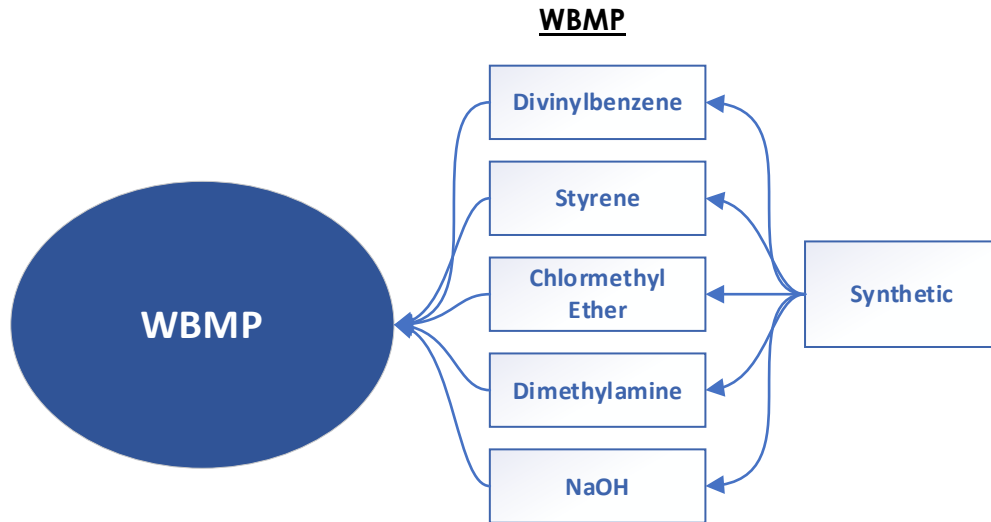 WBMP
Divinylbenzene
Styrene
Chlormethyl
Ether
Dimethylamine
NaOH
WBMP
Synthetic